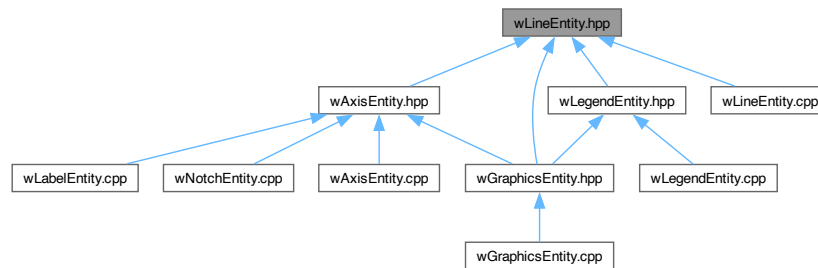 wLineEntity.hpp
wAxisEntity.hpp
wLegendEntity.hpp
wLineEntity.cpp
wLabelEntity.cpp
wNotchEntity.cpp
wAxisEntity.cpp
wGraphicsEntity.hpp
wLegendEntity.cpp
wGraphicsEntity.cpp